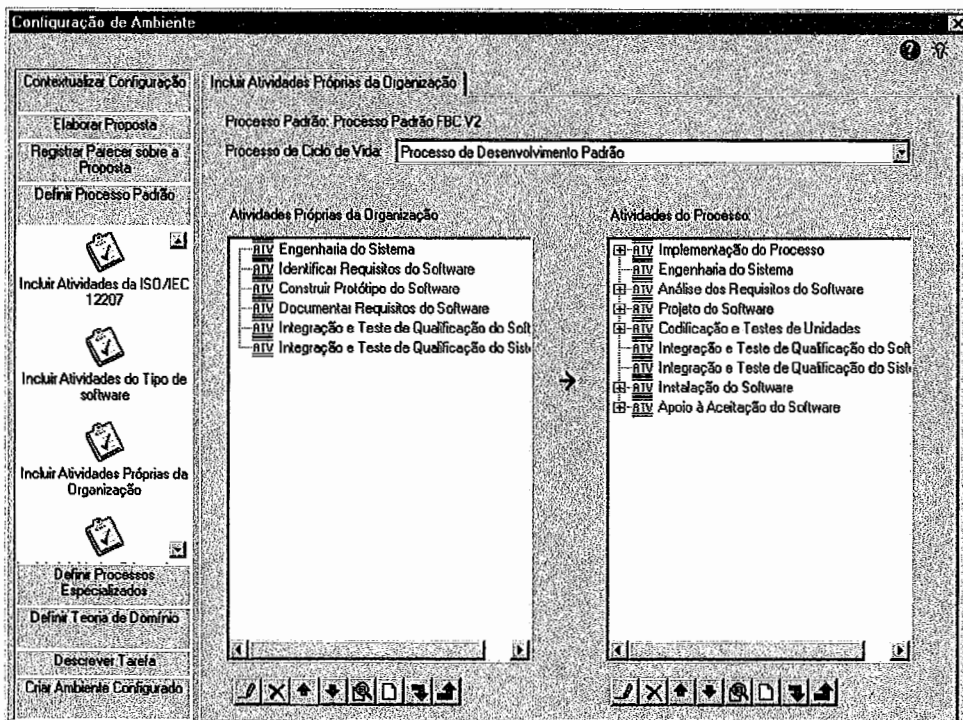 Configuração de Ambiente
Contextualizar Configuração
Elaborar Proposta
Registrar Parecer sobre a
Proposta
Definir Processo Padrão
Incluir Atividades da ISO/IEC
12207
Incluir Atividades do Tipo de
software
Incluir Atividades Próprias da
Organização
Definir Processos
Especializados
Definir Teoria de Domínio
Descrever Tarefa
Criar Ambiente Configurado
Incluir Atividades Próprias da Organização
Processo Padrão: Processo Padrão FBC V2
Processo de Ciclo de Vida: Processo de Desenvolvimento Padrão
Atividades Próprias da Organização
ATV Engenharia do Sistema
ATV Identificar Requisitos do Software
ATV Construir Protótipo do Software
ATV Documentar Requisitos do Software
ATV Integração e Teste de Qualificação do Soft
ATV Integração e Teste de Qualificação do Sist
Atividades do Processo:
ATV Implementação do Processo
ATV Engenharia do Sistema
ATV Análise dos Requisitos do Software
ATV Projeto do Software
ATV Codificação e Testes de Unidades
ATV Integração e Teste de Qualificação do Soft
ATV Integração e Teste de Qualificação do Sist
ATV Instalação do Software
ATV Apoio à Aceitação do Software